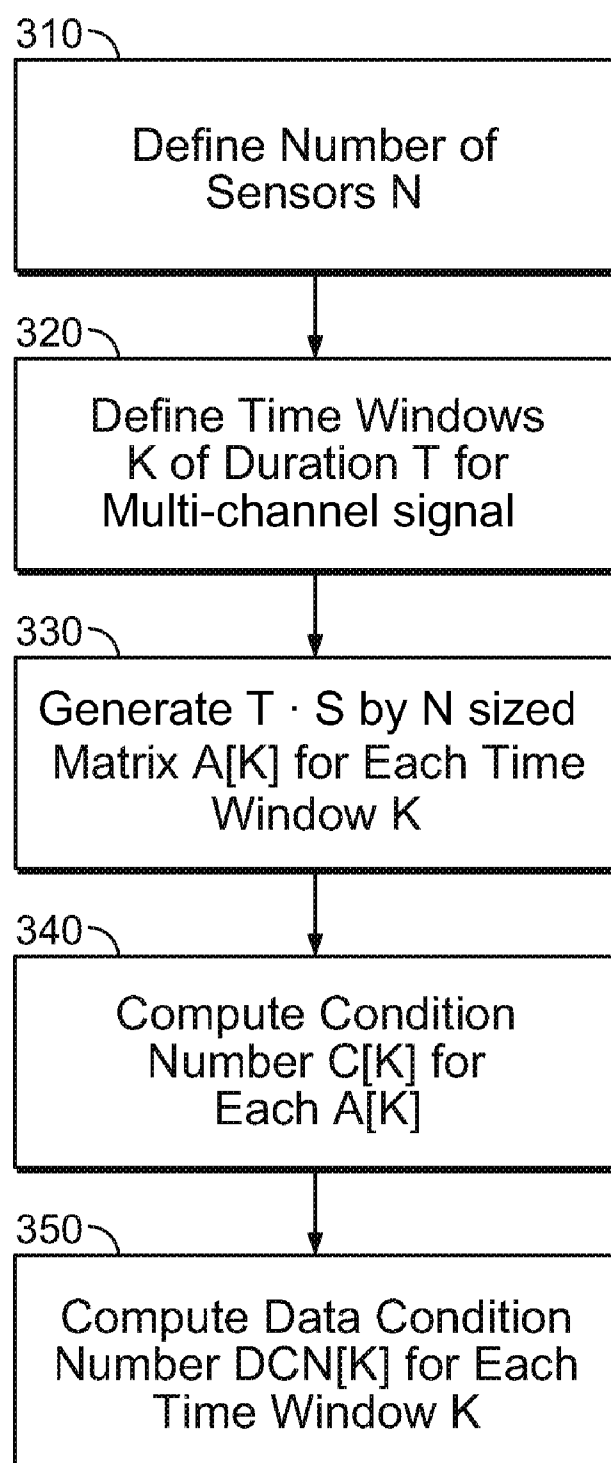 310
Define Number of
Sensors N
320
Define Time Windows
K of Duration T for
Multi-channel signal
330
Generate T · S by N sized
Matrix A[K] for Each Time
Window K
340
Compute Condition
Number C[K] for
Each A[K]
350
Compute Data Condition
Number DCN[K] for Each
Time Window K